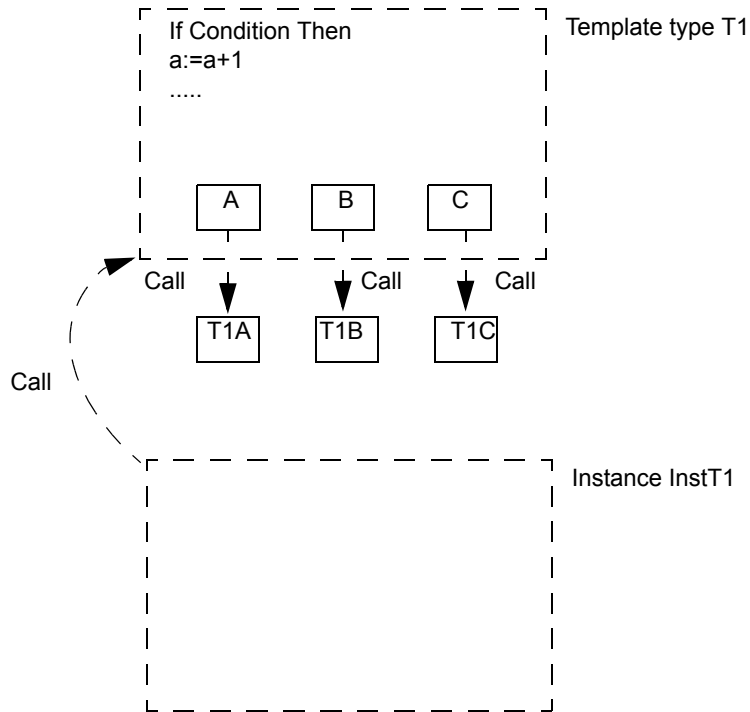 If Condition Then
Template type T1
a:=a+1
.....
A
B
C
Call
Call
Call
T1A
T1B
T1C
Call
Instance InstT1